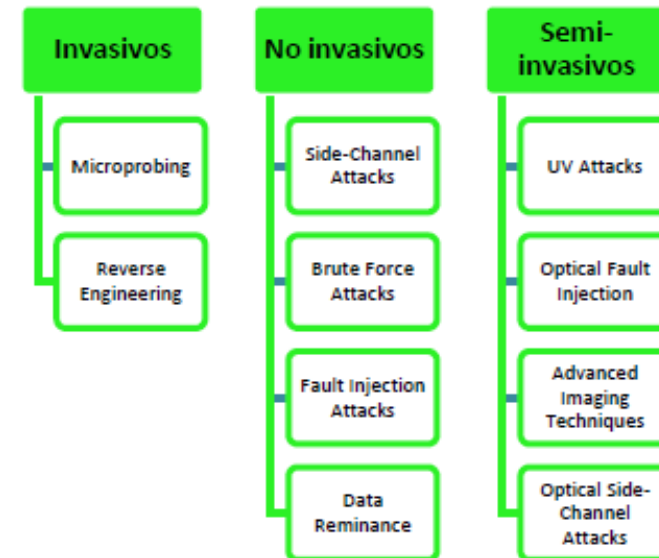 Invasivos
Microprobing
Reverse
Engineering
No invasivos
Side-Channel
Attacks
Brute Force
Attacks
Fault Injection
Attacks
Data
Reminance
Semi-
invasivos
UV Attacks
Optical Fault
Injection
Advanced
Imaging
Techniques
Optical Side-
Channel
Attacks